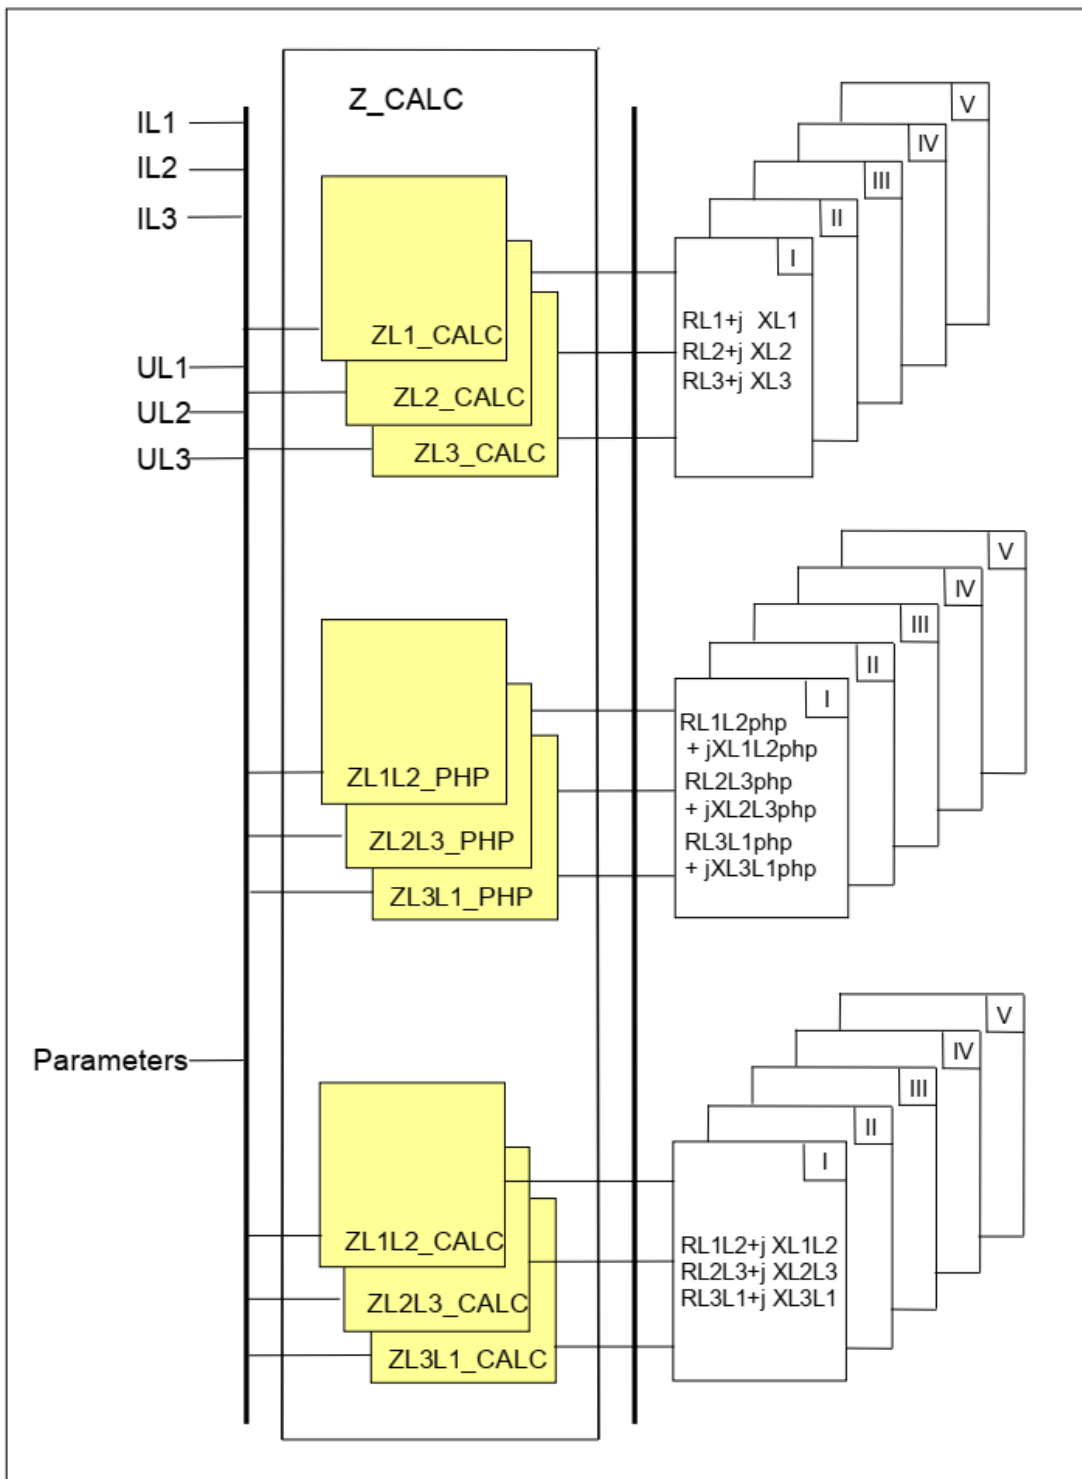 Z_CALC
IL1
IL2
IL3
UL1
UL2
UL3
Parameters
ZL1_CALC
ZL2_CALC
ZL3_CALC
V
IV
III
II
I
RL1+j XL1
RL2+j XL2
RL3+j XL3
ZL1L2_PHP
ZL2L3_PHP
ZL3L1_PHP
V
IV
III
II
I
RL1L2php
+ jXL1L2php
RL2L3php
+ jXL2L3php
RL3L1php
+ jXL3L1php
ZL1L2_CALC
ZL2L3_CALC
ZL3L1_CALC
V
IV
III
II
I
RL1L2+j XL1L2
RL2L3+j XL2L3
RL3L1+j XL3L1